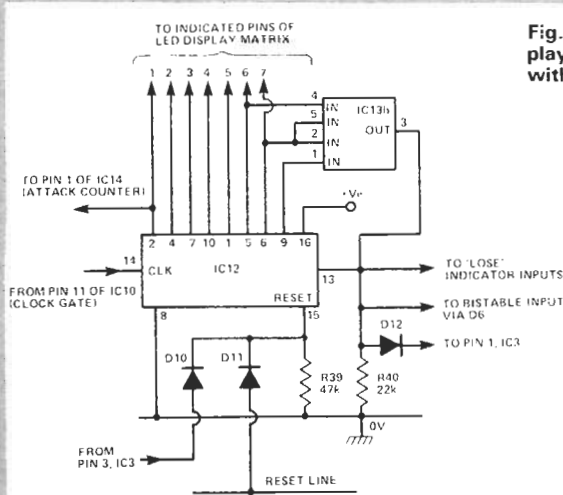 TO INDICATED PINS OF
LED DISPLAY MATRIX
Fig.
play
with
1 2 3 4 5 6 7
4
IN
IC13b
5
IN
2
IN
OUT
3
1
IN
+Ve
TO PIN 1 OF IC14
(ATTACK COUNTER)
2 4 7 10 1 5 6 9 16
14
CLK
IC12
13
RESET
FROM PIN 11 OF IC10
(CLOCK GATE)
8
15
TO 'LOSE'
INDICATOR INPUTS
TO BISTABLE INPUT
VIA D6
D12
TO PIN 1, IC3
D10
D11
R39
47k
R40
22k
0V
FROM
PIN 3, IC3
RESET LINE